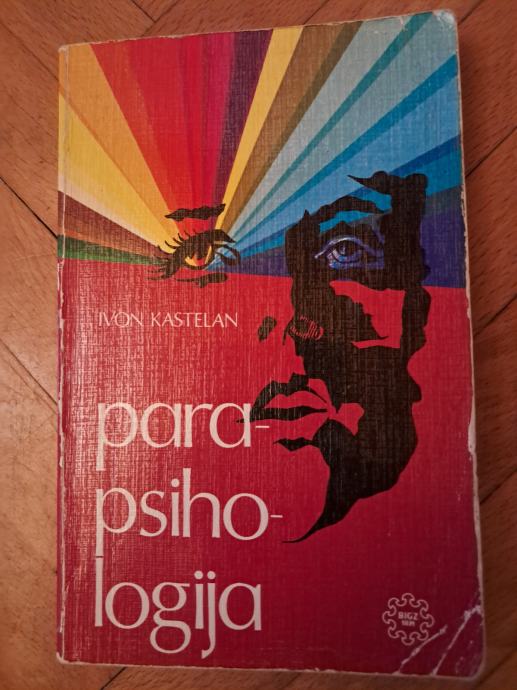 IVON KASTELAN
para-
psiho-
logija
BIGZ